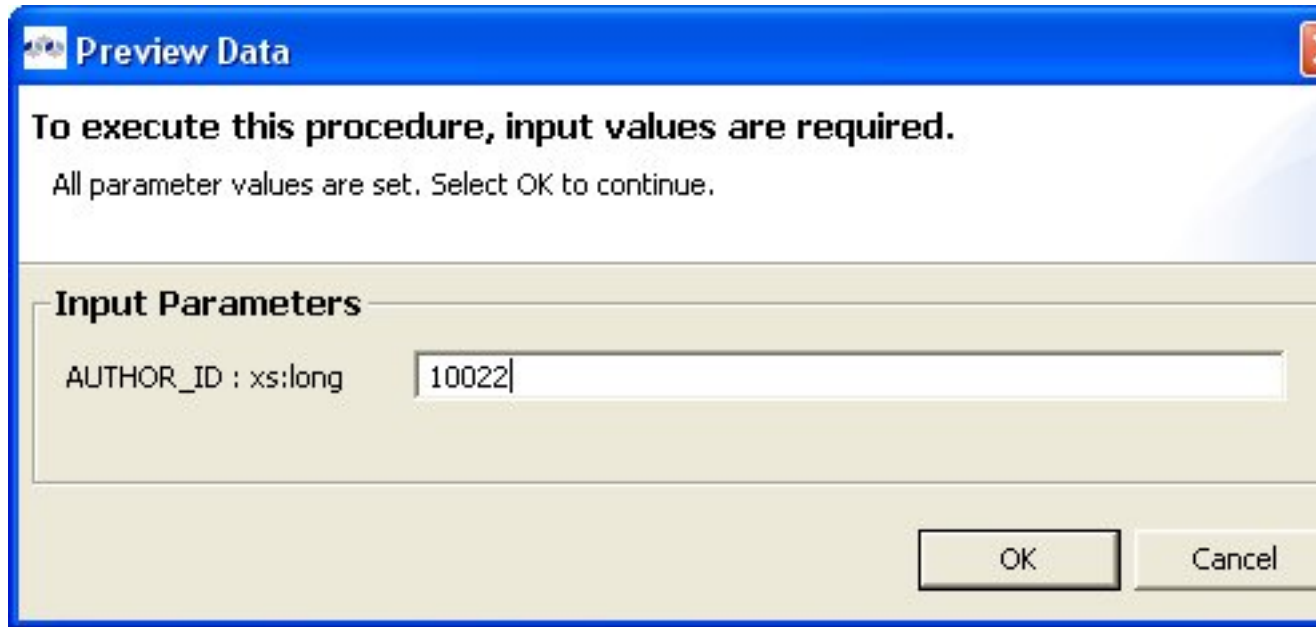 Preview Data
To execute this procedure, input values are required.
All parameter values are set. Select OK to continue.
Input Parameters
AUTHOR_ID : xs:long 10022
OK Cancel